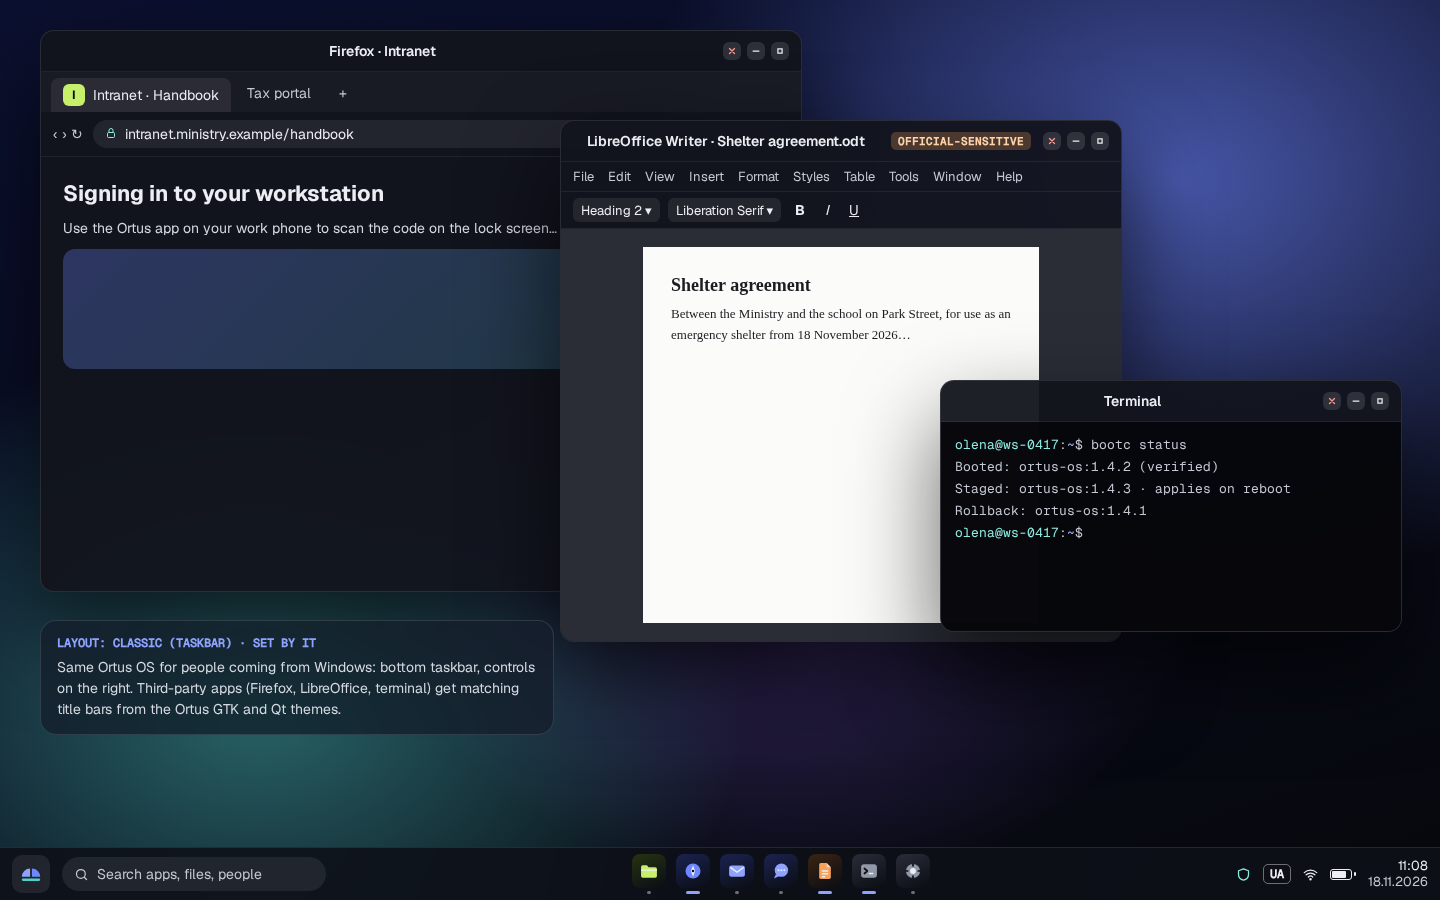 Firefox · Intranet
I Intranet · Handbook Tax portal +
intranet.ministry.example/handbook
Signing in to your workstation
Use the Ortus app on your work phone to scan the code on the lock screen…
LibreOffice Writer · Shelter agreement.odt OFFICIAL-SENSITIVE
File Edit View Insert Format Styles Table Tools Window Help
Heading 2 ▾ Liberation Serif ▾ B I U
Shelter agreement
Between the Ministry and the school on Park Street, for use as an
emergency shelter from 18 November 2026…
Terminal
olena@ws-0417:~$ bootc status
Booted: ortus-os:1.4.2 (verified)
Staged: ortus-os:1.4.3 · applies on reboot
Rollback: ortus-os:1.4.1
olena@ws-0417:~$
LAYOUT: CLASSIC (TASKBAR) · SET BY IT
Same Ortus OS for people coming from Windows: bottom taskbar, controls
on the right. Third-party apps (Firefox, LibreOffice, terminal) get matching
title bars from the Ortus GTK and Qt themes.
Search apps, files, people
UA
11:08
18.11.2026